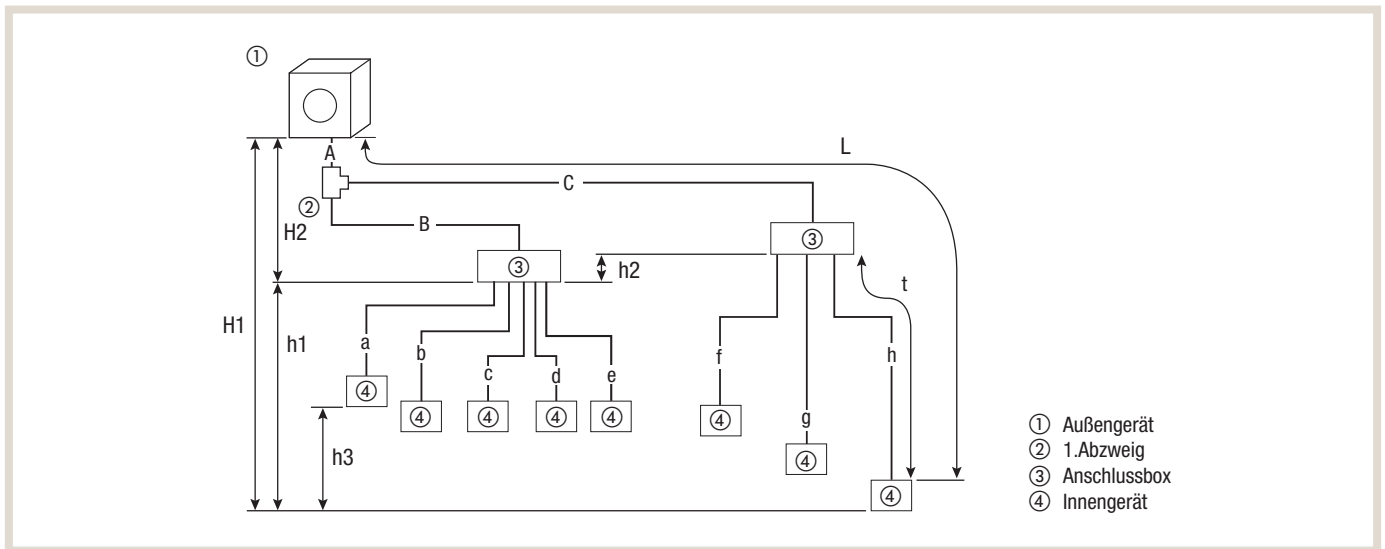 ①
A
L
C
②
H2
B
③
③
h2
t
H1
h1
a
b
c
d
e
f
g
h
④
④
④
④
④
④
④
④
h3
① Außengerät
② 1.Abzweig
③ Anschlussbox
④ Innengerät